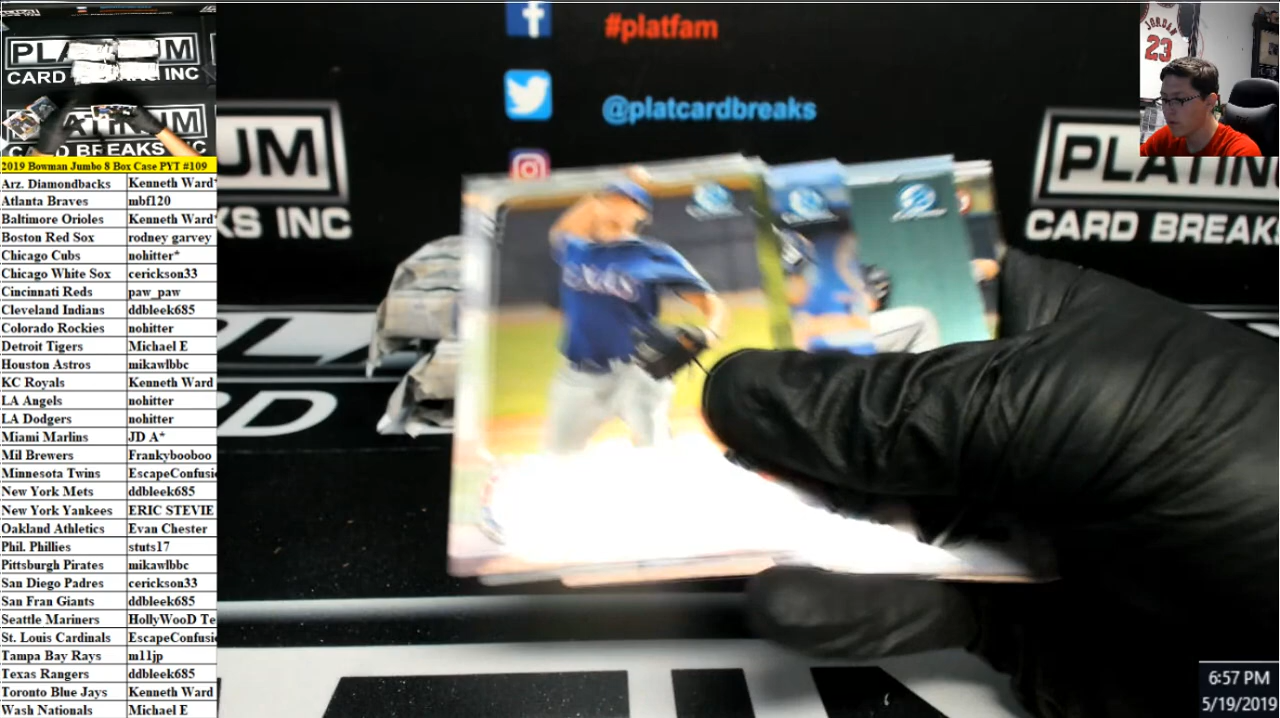 #platfam
@platcardbreaks
PLATINUM
CARD BREAKS INC
2019 Bowman Jumbo 8 Box Case PYT #109
Arz. Diamondbacks Kenneth Ward*
Atlanta Braves mbf120
Baltimore Orioles Kenneth Ward*
Boston Red Sox rodney garvey
Chicago Cubs nohitter*
Chicago White Sox cerickson33
Cincinnati Reds paw_paw
Cleveland Indians ddbleek685
Colorado Rockies nohitter
Detroit Tigers Michael E
Houston Astros mikawlbbc
KC Royals Kenneth Ward
LA Angels nohitter
LA Dodgers nohitter
Miami Marlins JD A*
Mil Brewers Frankybooboo
Minnesota Twins EscapeConfusi
New York Mets ddbleek685
New York Yankees ERIC STEVIE
Oakland Athletics Evan Chester
Phil. Phillies stuts17
Pittsburgh Pirates mikawlbbc
San Diego Padres cerickson33
San Fran Giants ddbleek685
Seattle Mariners HollyWooD Te
St. Louis Cardinals EscapeConfusi
Tampa Bay Rays m11jp
Texas Rangers ddbleek685
Toronto Blue Jays Kenneth Ward
Wash Nationals Michael E
UM
KS INC
PLATIN
CARD BREAK
JORDAN
23
6:57 PM
5/19/2019